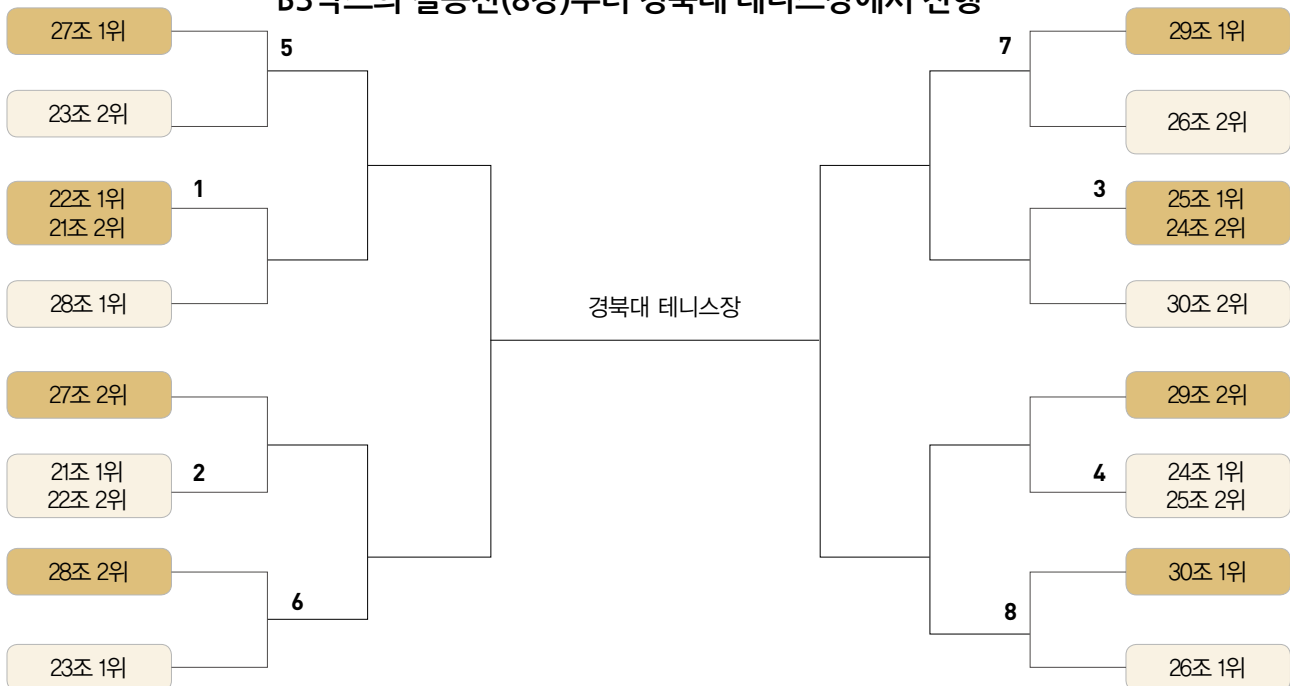 27조 1위
5
23조 2위
22조 1위
21조 2위
1
28조 1위
27조 2위
21조 1위
22조 2위
2
28조 2위
6
23조 1위
경북대 테니스장
7
29조 1위
26조 2위
3
25조 1위
24조 2위
30조 2위
29조 2위
4
24조 1위
25조 2위
30조 1위
8
26조 1위